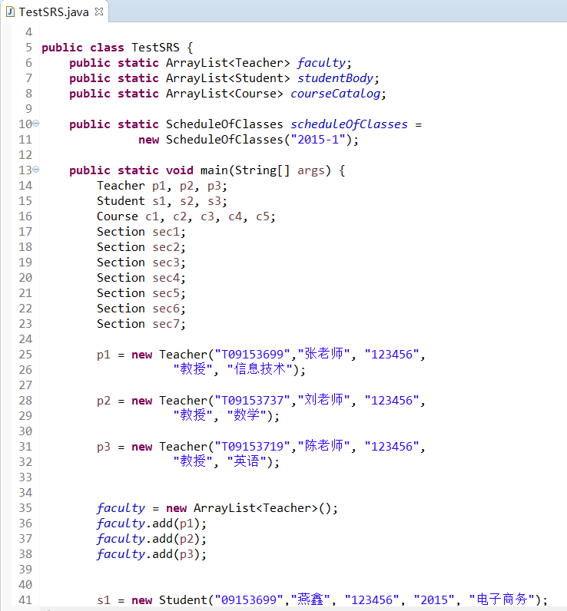 TestSRS.java
4
5 public class TestSRS {
6 public static ArrayList<Teacher> faculty;
7 public static ArrayList<Student> studentBody;
8 public static ArrayList<Course> courseCatalog;
9
10 public static ScheduleOfClasses scheduleOfClasses =
11 new ScheduleOfClasses("2015-1");
12
13 public static void main(String[] args) {
14 Teacher p1, p2, p3;
15 Student s1, s2, s3;
16 Course c1, c2, c3, c4, c5;
17 Section sec1;
18 Section sec2;
19 Section sec3;
20 Section sec4;
21 Section sec5;
22 Section sec6;
23 Section sec7;
24
25 p1 = new Teacher("T09153699","张老师", "123456",
26 "教授", "信息技术");
27
28 p2 = new Teacher("T09153737","刘老师", "123456",
29 "教授", "数学");
30
31 p3 = new Teacher("T09153719","陈老师", "123456",
32 "教授", "英语");
33
34
35 faculty = new ArrayList<Teacher>();
36 faculty.add(p1);
37 faculty.add(p2);
38 faculty.add(p3);
39
40
41 s1 = new Student("09153699","燕鑫", "123456", "2015", "电子商务");